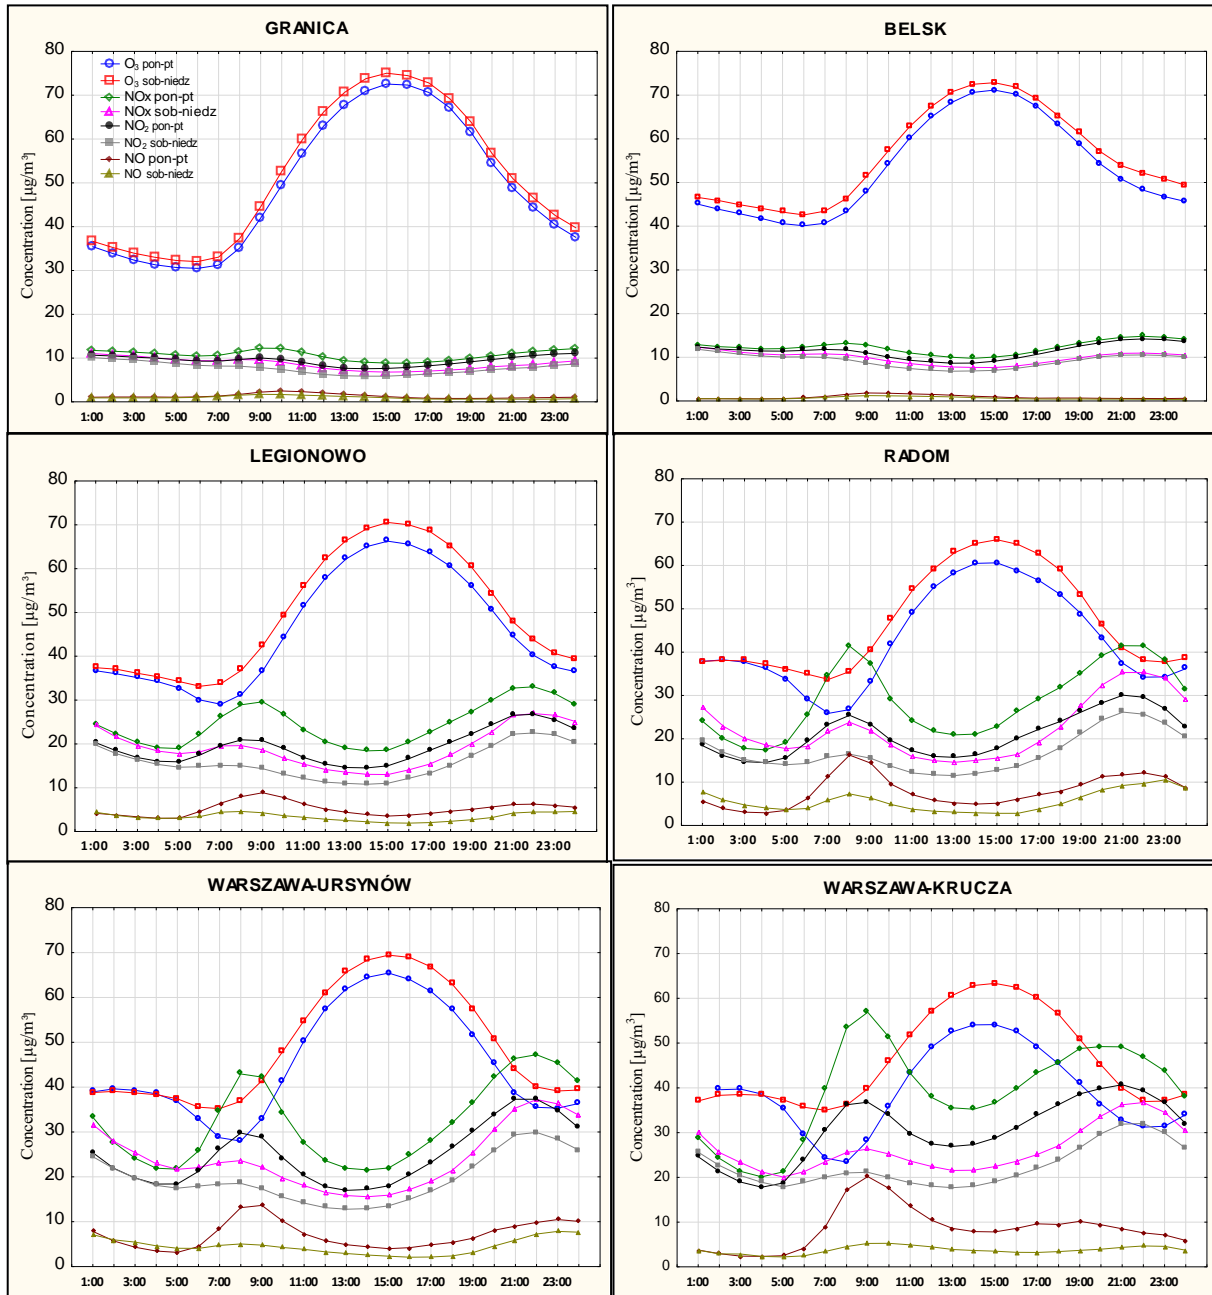 GRANICA
80
70
60
50
40
30
20
10
0
Concentration [µg/m³]
O₃ pon-pt
O₃ sob-niedz
NOx pon-pt
NOx sob-niedz
NO₂ pon-pt
NO₂ sob-niedz
NO pon-pt
NO sob-niedz
1:00 3:00 5:00 7:00 9:00 11:00 13:00 15:00 17:00 19:00 21:00 23:00
BELSK
80
70
60
50
40
30
20
10
0
Concentration [µg/m³]
1:00 3:00 5:00 7:00 9:00 11:00 13:00 15:00 17:00 19:00 21:00 23:00
LEGIONOWO
80
70
60
50
40
30
20
10
0
Concentration [µg/m³]
1:00 3:00 5:00 7:00 9:00 11:00 13:00 15:00 17:00 19:00 21:00 23:00
RADOM
80
70
60
50
40
30
20
10
0
Concentration [µg/m³]
1:00 3:00 5:00 7:00 9:00 11:00 13:00 15:00 17:00 19:00 21:00 23:00
WARSZAWA-URSYNÓW
80
70
60
50
40
30
20
10
0
Concentration [µg/m³]
1:00 3:00 5:00 7:00 9:00 11:00 13:00 15:00 17:00 19:00 21:00 23:00
WARSZAWA-KRUCZA
80
70
60
50
40
30
20
10
0
Concentration [µg/m³]
1:00 3:00 5:00 7:00 9:00 11:00 13:00 15:00 17:00 19:00 21:00 23:00